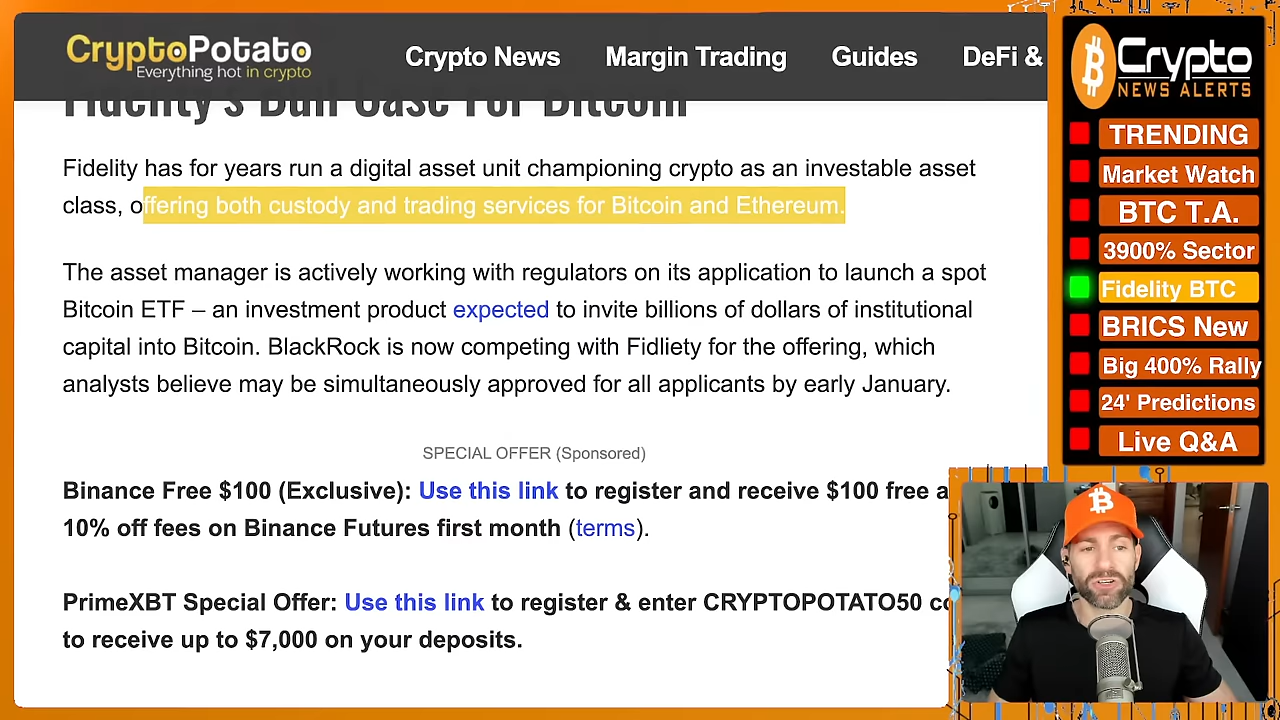 CryptoPotato
Everything hot in crypto
Crypto News
Margin Trading
Guides
DeFi &
Fidelity's Bull Case For Bitcoin
Fidelity has for years run a digital asset unit championing crypto as an investable asset
class, offering both custody and trading services for Bitcoin and Ethereum.
The asset manager is actively working with regulators on its application to launch a spot
Bitcoin ETF – an investment product expected to invite billions of dollars of institutional
capital into Bitcoin. BlackRock is now competing with Fidliety for the offering, which
analysts believe may be simultaneously approved for all applicants by early January.
SPECIAL OFFER (Sponsored)
Binance Free $100 (Exclusive): Use this link to register and receive $100 free a
10% off fees on Binance Futures first month (terms).
PrimeXBT Special Offer: Use this link to register & enter CRYPTOPOTATO50 co
to receive up to $7,000 on your deposits.
Crypto
NEWS ALERTS
TRENDING
Market Watch
BTC T.A.
3900% Sector
Fidelity BTC
BRICS New
Big 400% Rally
24' Predictions
Live Q&A